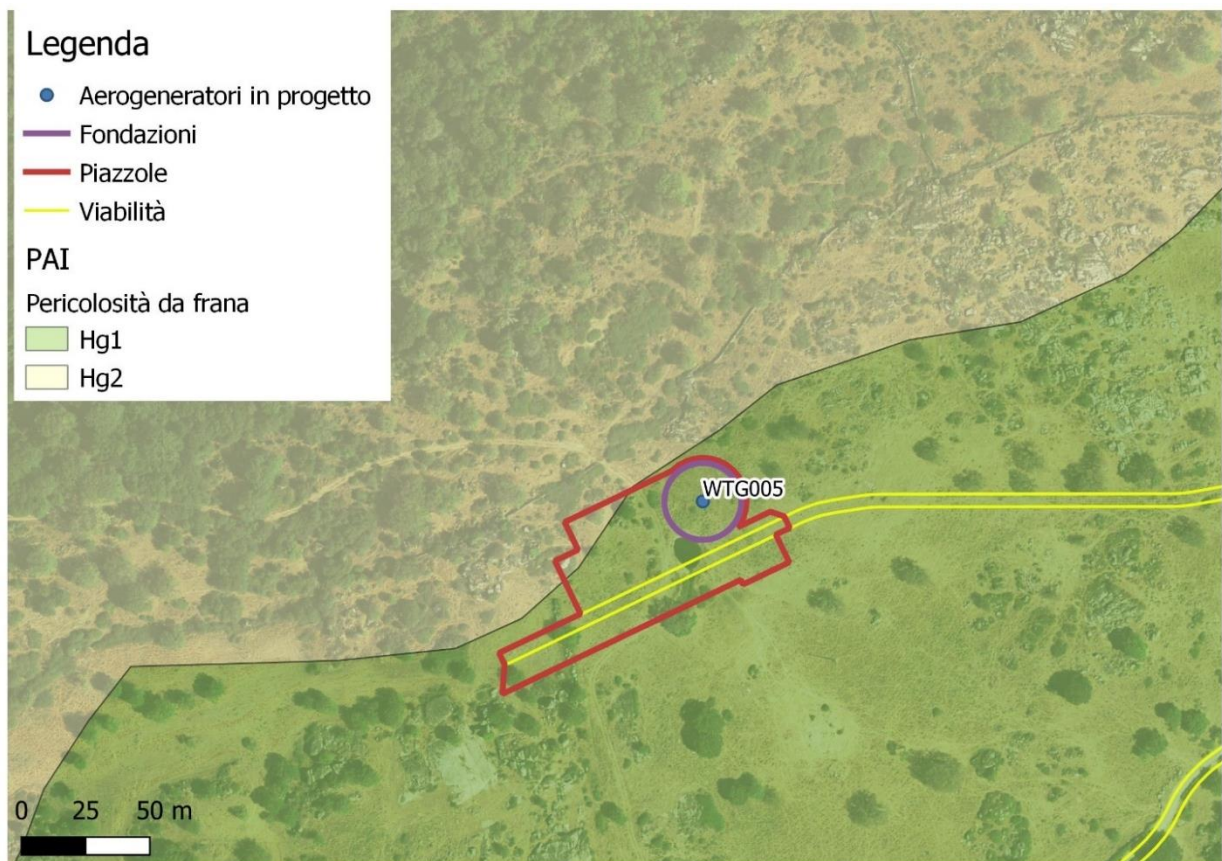 Legenda
Aerogeneratori in progetto
Fondazioni
Piazzole
Viabilità
PAI
Pericolosità da frana
Hg1
Hg2
WTG005
0 25 50 m